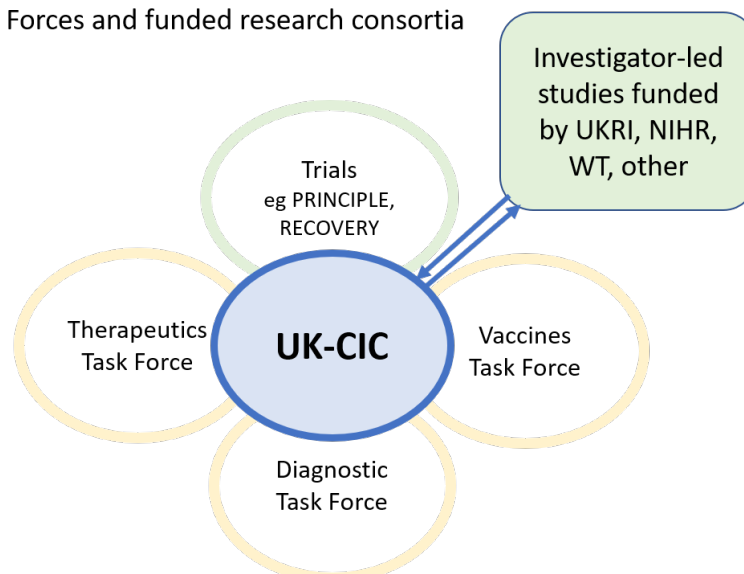 Forces and funded research consortia
Investigator-led
studies funded
by UKRI, NIHR,
WT, other
Trials
eg PRINCIPLE,
RECOVERY
Therapeutics
Task Force
UK-CIC
Vaccines
Task Force
Diagnostic
Task Force